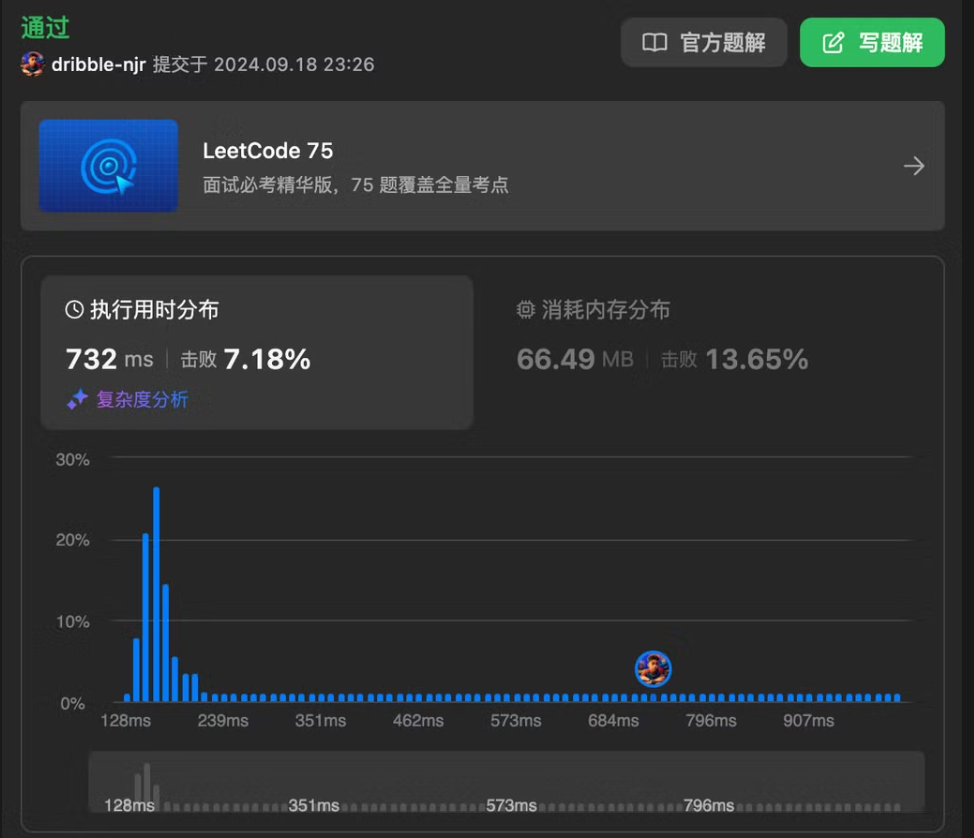 通过
官方题解
写题解
dribble-njr 提交于 2024.09.18 23:26
LeetCode 75
面试必考精华版，75 题覆盖全量考点
执行用时分布
732 ms | 击败 7.18%
复杂度分析
消耗内存分布
66.49 MB | 击败 13.65%
30%
20%
10%
0%
128ms 239ms 351ms 462ms 573ms 684ms 796ms 907ms
128ms 351ms 573ms 796ms